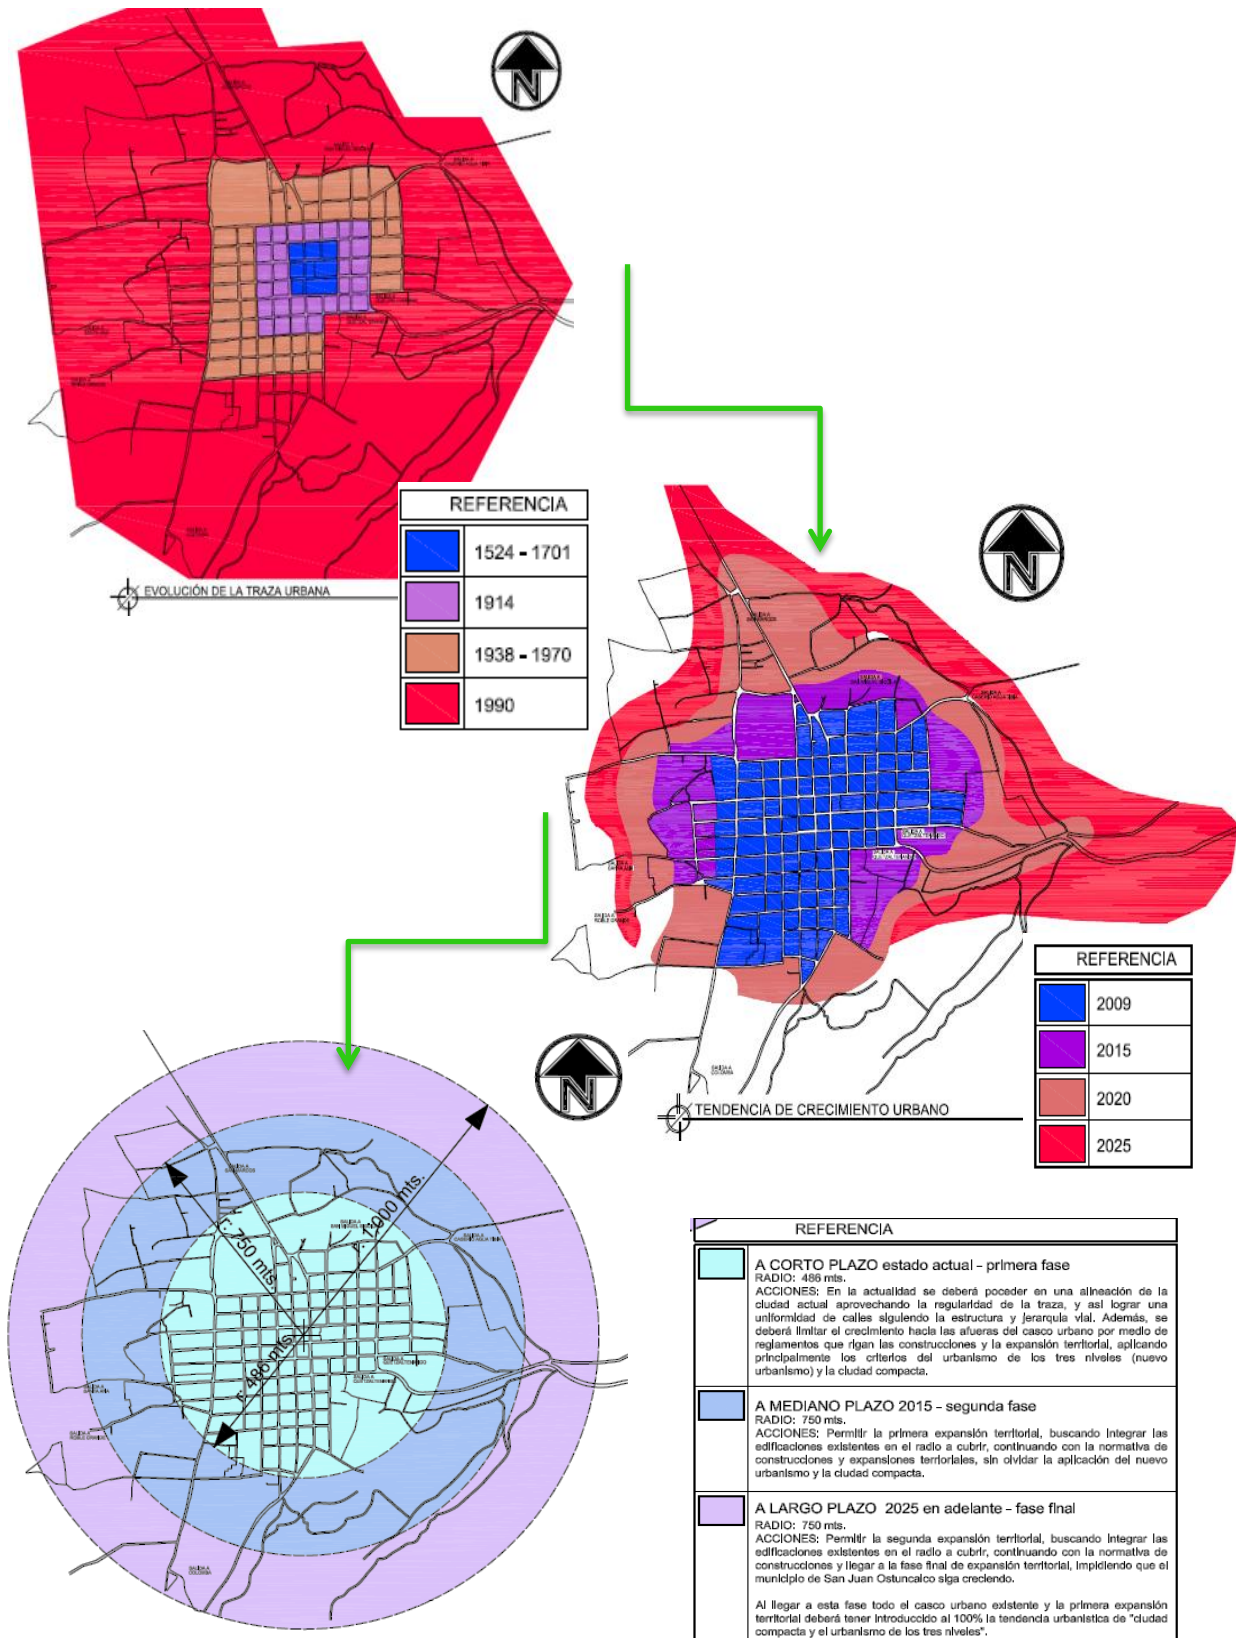 N
SALIDA A
REFERENCIA
1524 - 1701
1914
1938 - 1970
1990
EVOLUCIÓN DE LA TRAZA URBANA
N
SALIDA A
ROBLE GRANDE
SALIDA A
COLOMBA
REFERENCIA
2009
2015
2020
2025
TENDENCIA DE CRECIMIENTO URBANO
N
r: 750 mts.
r: 1,000 mts.
r: 486 mts.
REFERENCIA
A CORTO PLAZO estado actual - primera fase
RADIO: 486 mts.
ACCIONES: En la actualidad se deberá poceder en una alineación de la
ciudad actual aprovechando la regularidad de la traza, y así lograr una
uniformidad de calles siguiendo la estructura y jerarquía vial. Además, se
deberá limitar el crecimiento hacia las afueras del casco urbano por medio de
reglamentos que rigan las construcciones y la expansión territorial, aplicando
principalmente los criterios del urbanismo de los tres niveles (nuevo
urbanismo) y la ciudad compacta.
A MEDIANO PLAZO 2015 - segunda fase
RADIO: 750 mts.
ACCIONES: Permitir la primera expansión territorial, buscando integrar las
edificaciones existentes en el radio a cubrir, continuando con la normativa de
construcciones y expansiones territoriales, sin olvidar la aplicación del nuevo
urbanismo y la ciudad compacta.
A LARGO PLAZO 2025 en adelante - fase final
RADIO: 750 mts.
ACCIONES: Permitir la segunda expansión territorial, buscando integrar las
edificaciones existentes en el radio a cubrir, continuando con la normativa de
construcciones y llegar a la fase final de expansión territorial, impidiendo que el
municipio de San Juan Ostuncalco siga creciendo.
Al llegar a esta fase todo el casco urbano existente y la primera expansión
territorial deberá tener introducido al 100% la tendencia urbanística de "ciudad
compacta y el urbanismo de los tres niveles".